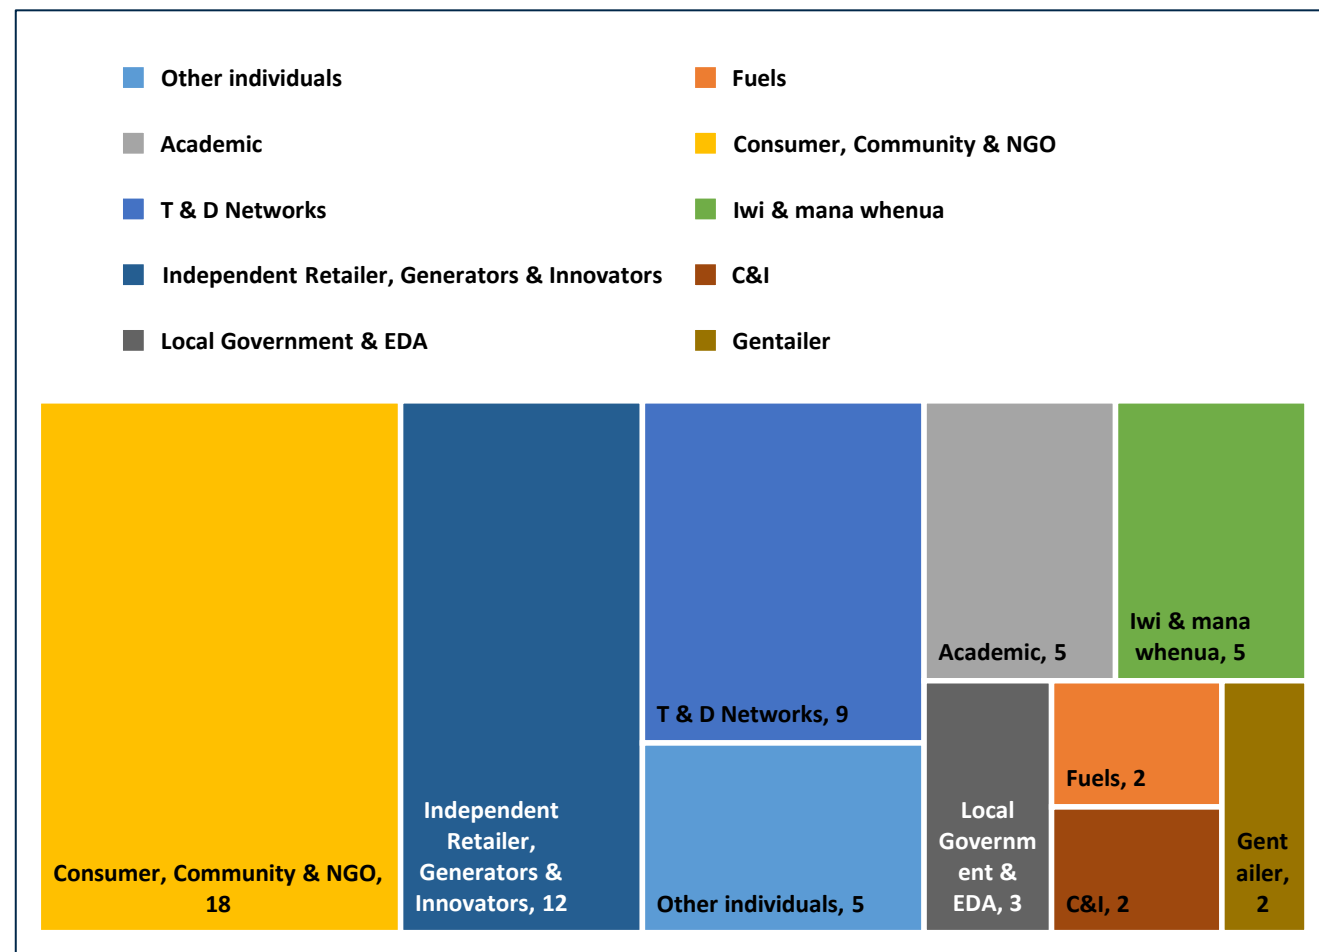 Other individuals
Fuels
Academic
Consumer, Community & NGO
T & D Networks
Iwi & mana whenua
Independent Retailer, Generators & Innovators
C&I
Local Government & EDA
Gentailer
Consumer, Community & NGO,
18
Independent
Retailer,
Generators &
Innovators, 12
T & D Networks, 9
Other individuals, 5
Academic, 5
Iwi & mana
whenua, 5
Local
Governm
ent &
EDA, 3
Fuels, 2
C&I, 2
Gent
ailer,
2